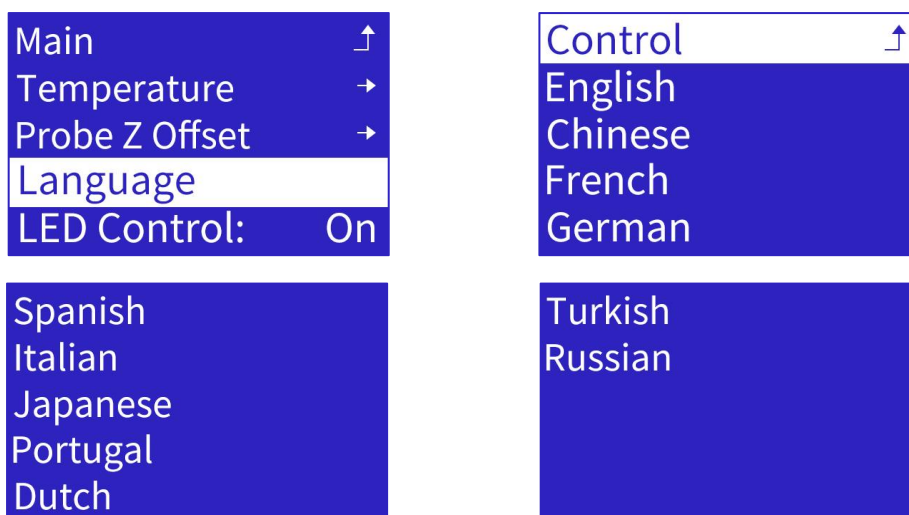 Main
Temperature
Probe Z Offset
Language
LED Control: On
Control
English
Chinese
French
German
Spanish
Italian
Japanese
Portugal
Dutch
Turkish
Russian